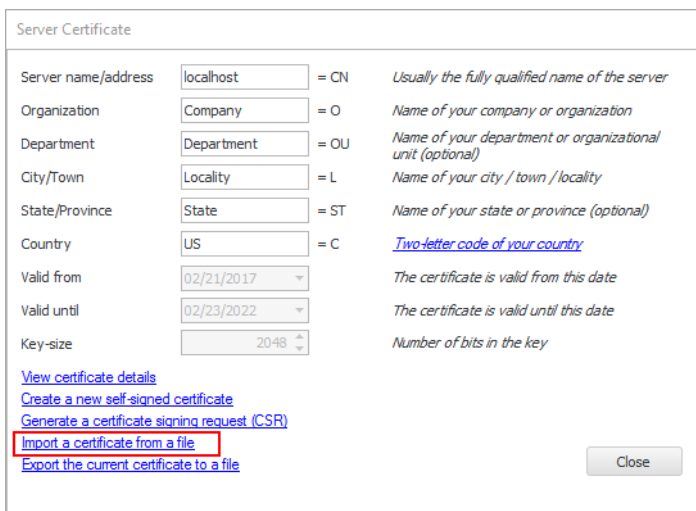 Server Certificate
Server name/address localhost = CN Usually the fully qualified name of the server
Organization Company = O Name of your company or organization
Department Department = OU Name of your department or organizational
unit (optional)
City/Town Locality = L Name of your city / town / locality
State/Province State = ST Name of your state or province (optional)
Country US = C Two-letter code of your country
Valid from 02/21/2017 The certificate is valid from this date
Valid until 02/23/2022 The certificate is valid until this date
Key-size 2048 Number of bits in the key
View certificate details
Create a new self-signed certificate
Generate a certificate signing request (CSR)
Import a certificate from a file
Export the current certificate to a file
Close